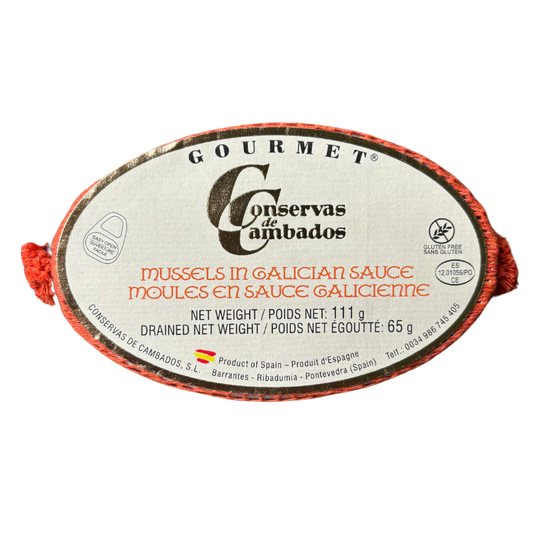 GOURMET®
Conservas
de
Cambados
EASY OPEN
OUVERTURE
FACILE
GLUTEN FREE
SANS GLUTEN
ES
12.01056/PO
CE
MUSSELS IN GALICIAN SAUCE
MOULES EN SAUCE GALICIENNE
NET WEIGHT / POIDS NET: 111 g
DRAINED NET WEIGHT / POIDS NET ÉGOUTTÉ: 65 g
CONSERVAS DE CAMBADOS, S.L.
Product of Spain – Produit d'Espagne
Barrantes - Ribadumia - Pontevedra (Spain)
Telf.: 0034 986 745 405